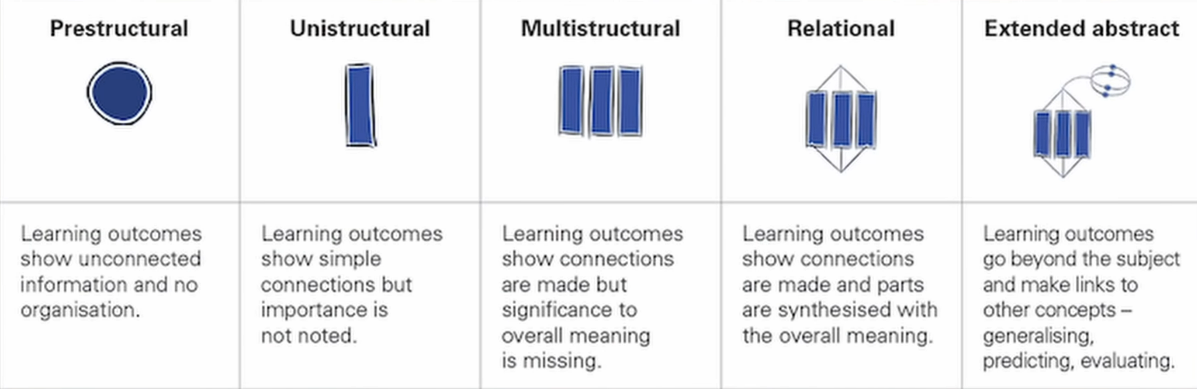 Prestructural
Unistructural
Multistructural
Relational
Extended abstract
Learning outcomes
show unconnected
information and no
organisation.
Learning outcomes
show simple
connections but
importance is
not noted.
Learning outcomes
show connections
are made but
significance to
overall meaning
is missing.
Learning outcomes
show connections
are made and parts
are synthesised with
the overall meaning.
Learning outcomes
go beyond the subject
and make links to
other concepts –
generalising,
predicting, evaluating.